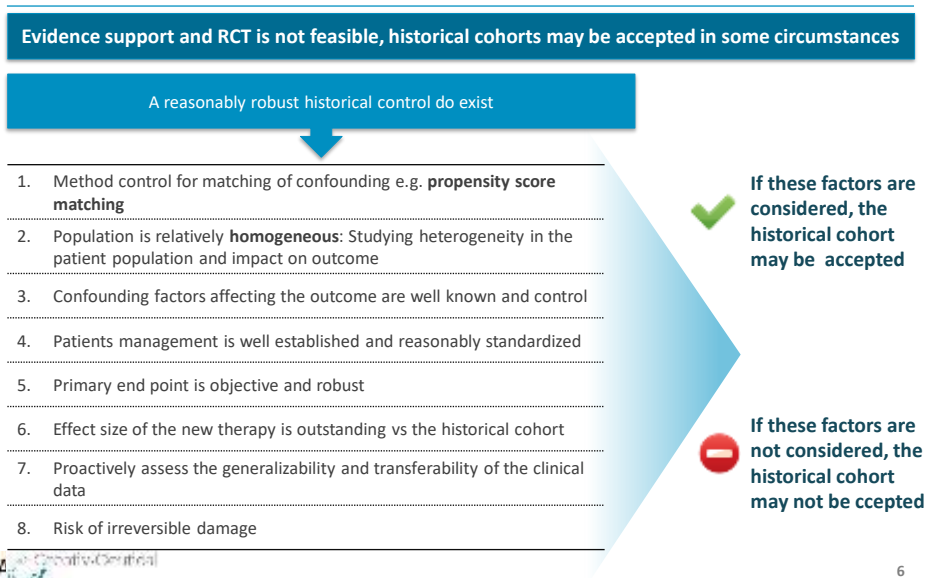 Evidence support and RCT is not feasible, historical cohorts may be accepted in some circumstances
A reasonably robust historical control do exist
1. Method control for matching of confounding e.g. propensity score
matching
2. Population is relatively homogeneous: Studying heterogeneity in the
patient population and impact on outcome
3. Confounding factors affecting the outcome are well known and control
4. Patients management is well established and reasonably standardized
5. Primary end point is objective and robust
6. Effect size of the new therapy is outstanding vs the historical cohort
7. Proactively assess the generalizability and transferability of the clinical
data
8. Risk of irreversible damage
If these factors are
considered, the
historical cohort
may be accepted
If these factors are
not considered, the
historical cohort
may not be ccepted
6